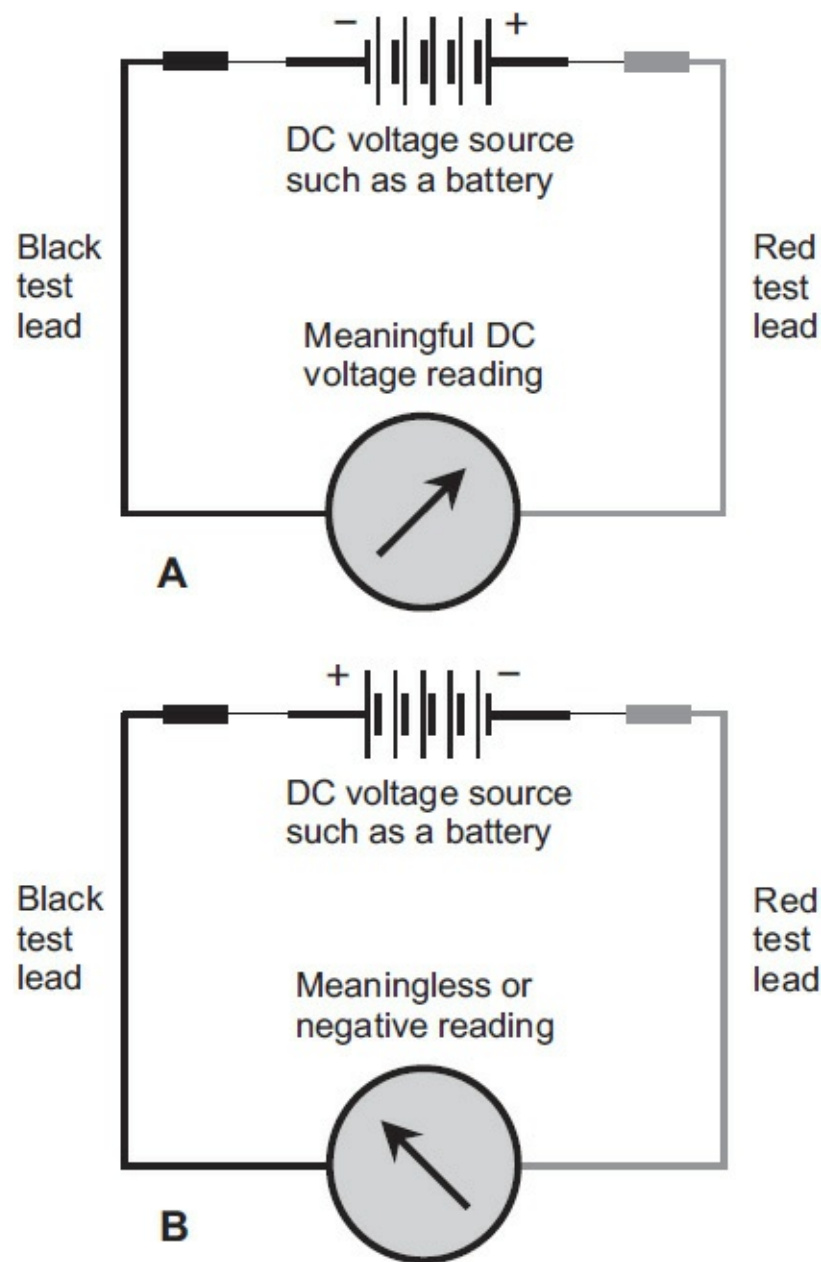 − +
DC voltage source
such as a battery
Black
test
lead
Red
test
lead
Meaningful DC
voltage reading
A
+ −
DC voltage source
such as a battery
Black
test
lead
Red
test
lead
Meaningless or
negative reading
B